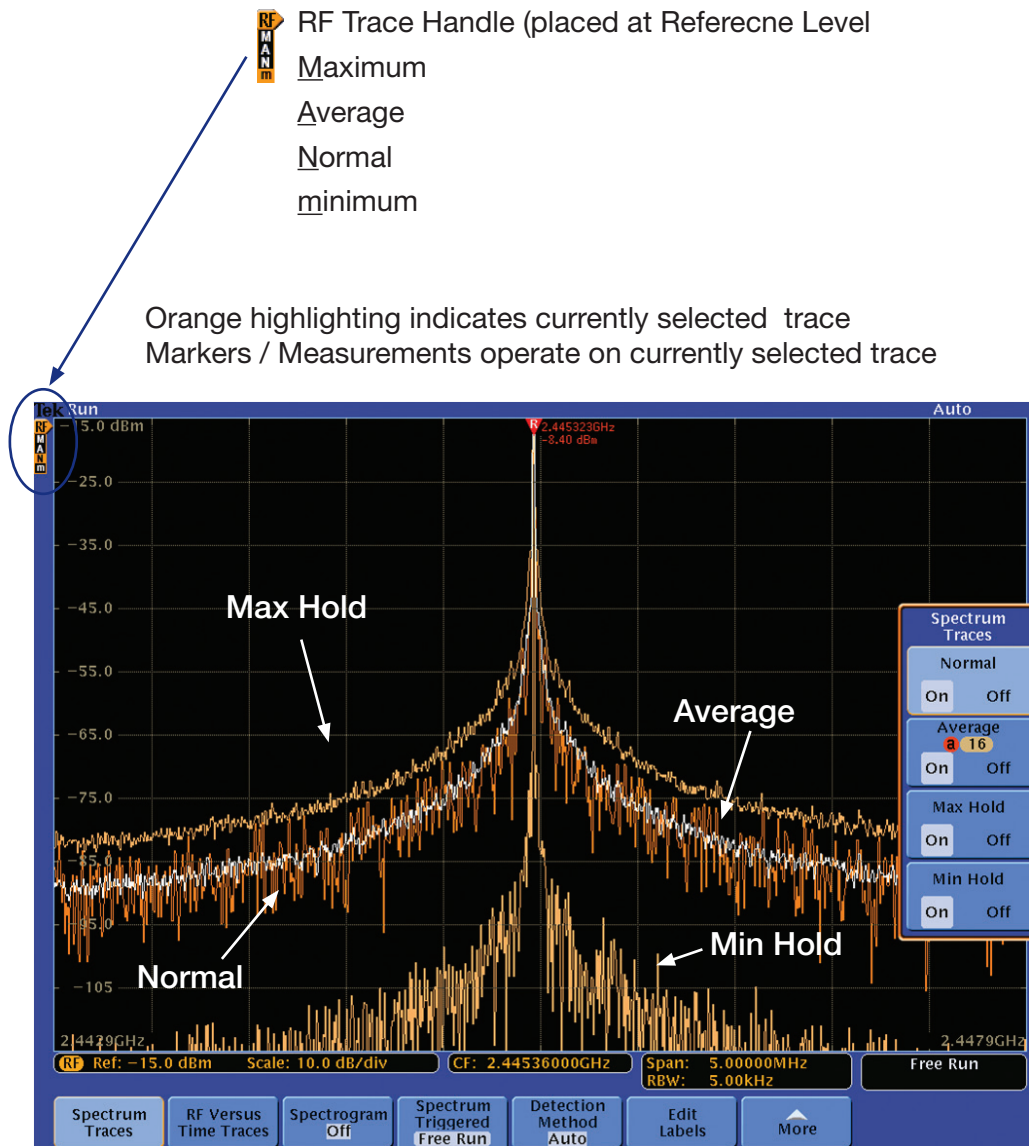 RF RF Trace Handle (placed at Referecne Level
M Maximum
A Average
N Normal
m minimum
Orange highlighting indicates currently selected trace
Markers / Measurements operate on currently selected trace
Tek Run Auto
RF
M
A
N
m
-15.0 dBm
R 2.445323GHz
-8.40 dBm
-25.0
-35.0
-45.0
-55.0
-65.0
-75.0
-85.0
-95.0
-105
Max Hold
Average
Normal
Min Hold
Spectrum
Traces
Normal
On Off
Average
a 16
On Off
Max Hold
On Off
Min Hold
On Off
2.4429GHz 2.4479GHz
RF Ref: -15.0 dBm Scale: 10.0 dB/div
CF: 2.44536000GHz
Span: 5.00000MHz
RBW: 5.00kHz
Free Run
Spectrum
Traces
RF Versus
Time Traces
Spectrogram
Off
Spectrum
Triggered
Free Run
Detection
Method
Auto
Edit
Labels
More